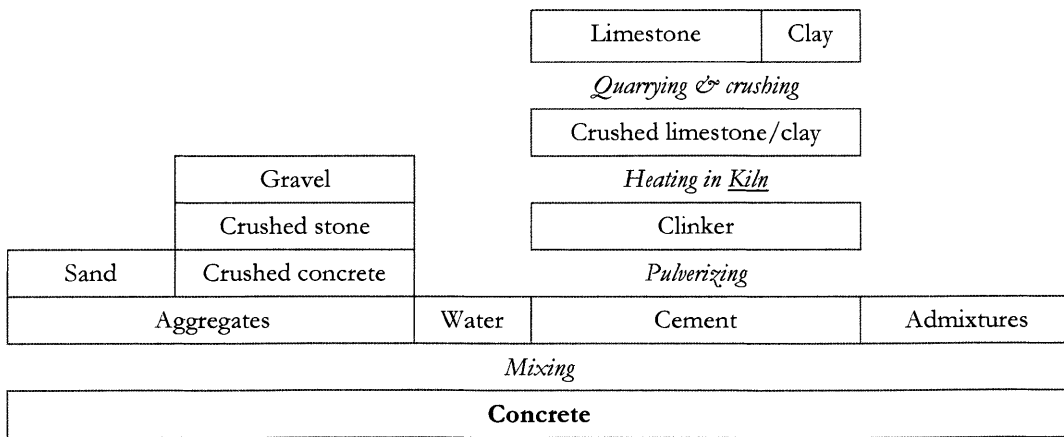 Limestone Clay
Quarrying & crushing
Crushed limestone/clay
Gravel Heating in Kiln
Crushed stone Clinker
Sand Crushed concrete Pulverizing
Aggregates Water Cement Admixtures
Mixing
Concrete